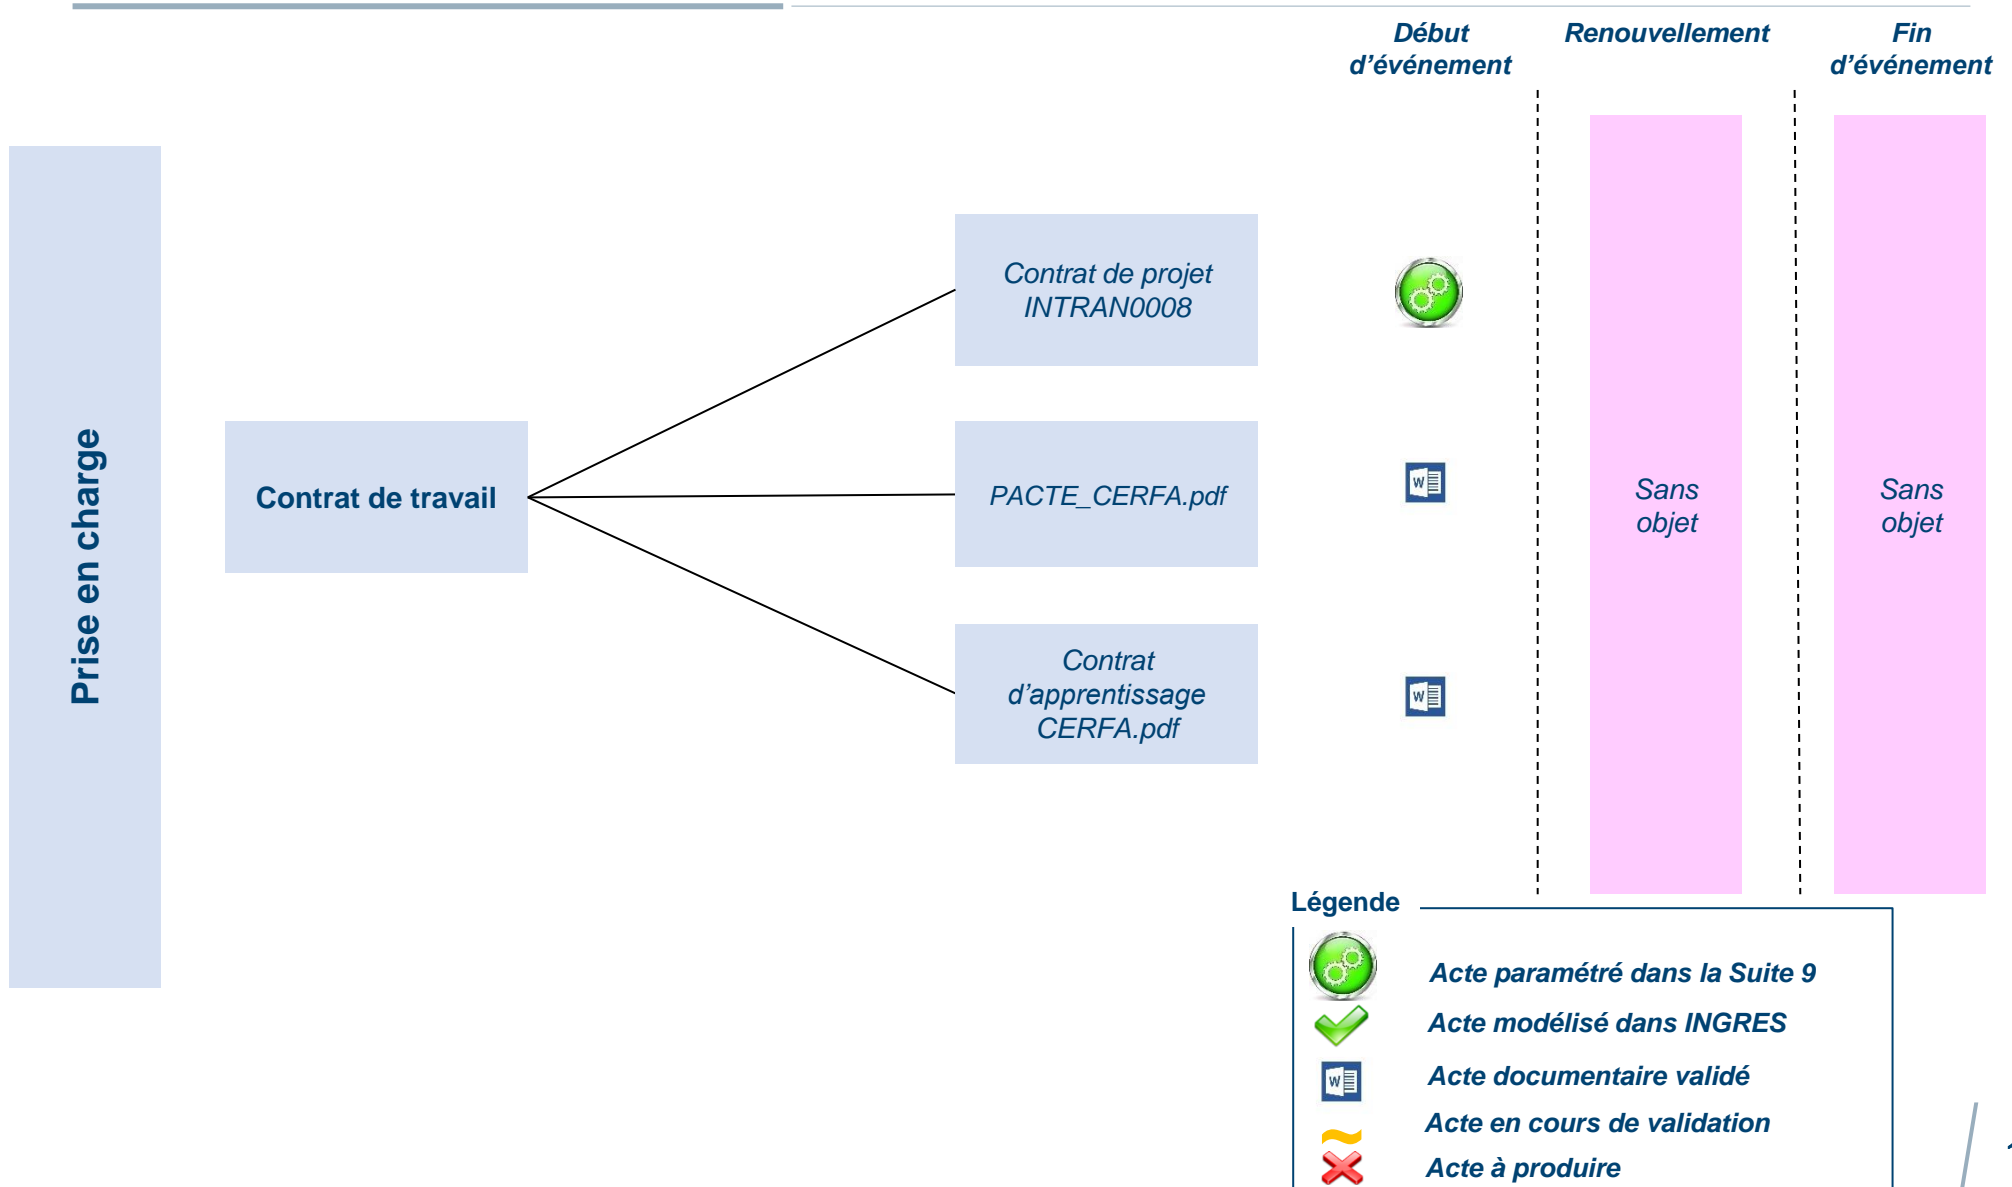 Début
d’événement
Renouvellement
Fin
d’événement
Prise en charge
Contrat de travail
Contrat de projet
INTRAN0008
PACTE_CERFA.pdf
Contrat
d’apprentissage
CERFA.pdf
Sans
objet
Sans
objet
Légende
Acte paramétré dans la Suite 9
Acte modélisé dans INGRES
Acte documentaire validé
Acte en cours de validation
Acte à produire